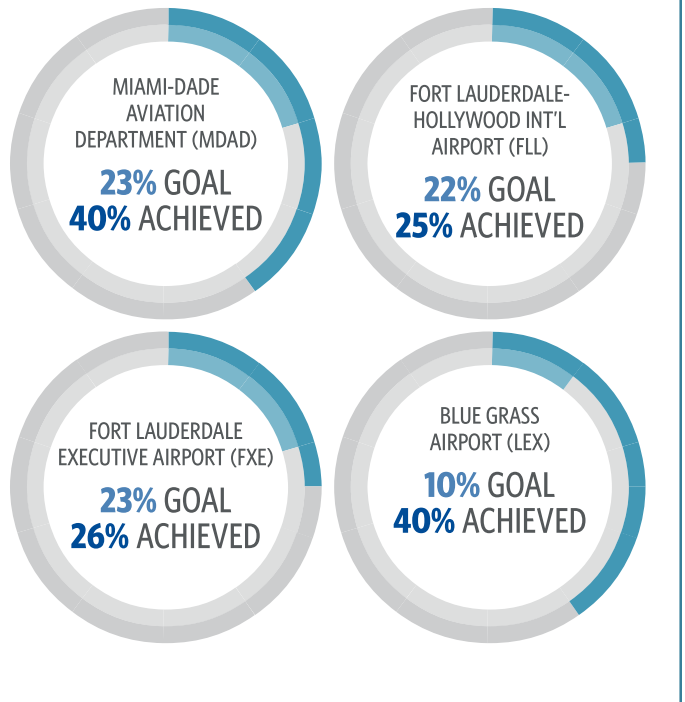 MIAMI-DADE
AVIATION
DEPARTMENT (MDAD)
23% GOAL
40% ACHIEVED
FORT LAUDERDALE-
HOLLYWOOD INT'L
AIRPORT (FLL)
22% GOAL
25% ACHIEVED
FORT LAUDERDALE
EXECUTIVE AIRPORT (FXE)
23% GOAL
26% ACHIEVED
BLUE GRASS
AIRPORT (LEX)
10% GOAL
40% ACHIEVED